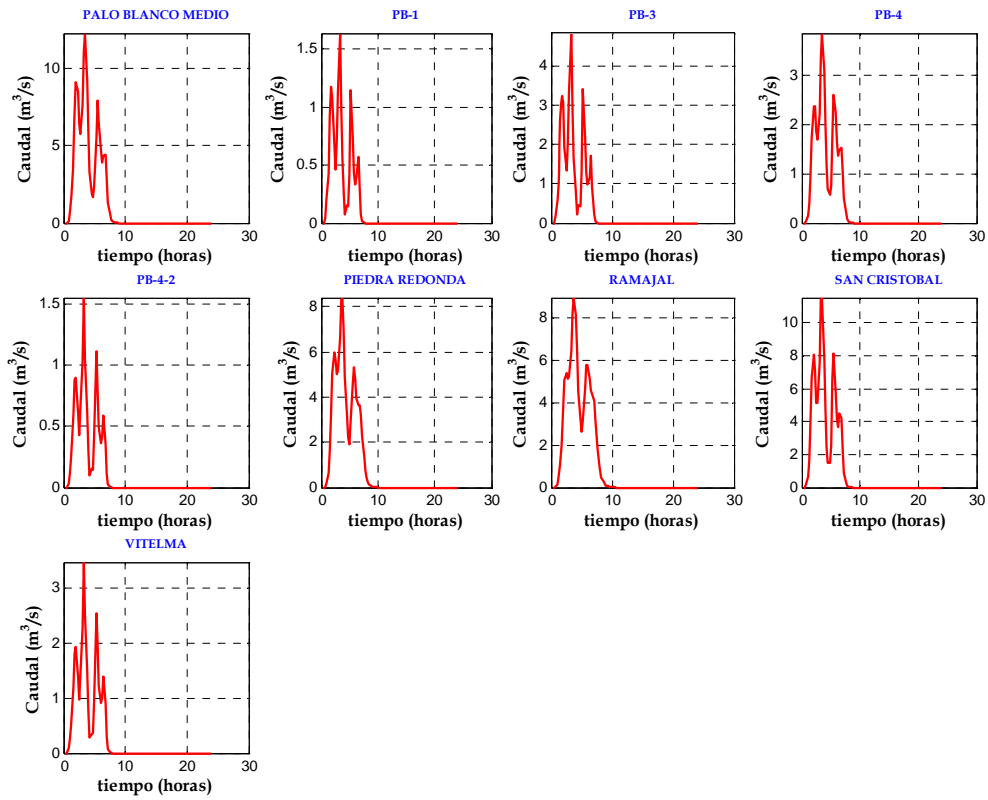 PALO BLANCO MEDIO
Caudal (m³/s)
10
5
0
0 10 20 30
tiempo (horas)
PB-1
Caudal (m³/s)
1.5
1
0.5
0
0 10 20 30
tiempo (horas)
PB-3
Caudal (m³/s)
4
3
2
1
0
0 10 20 30
tiempo (horas)
PB-4
Caudal (m³/s)
3
2
1
0
0 10 20 30
tiempo (horas)
PB-4-2
Caudal (m³/s)
1.5
1
0.5
0
0 10 20 30
tiempo (horas)
PIEDRA REDONDA
Caudal (m³/s)
8
6
4
2
0
0 10 20 30
tiempo (horas)
RAMAJAL
Caudal (m³/s)
8
6
4
2
0
0 10 20 30
tiempo (horas)
SAN CRISTOBAL
Caudal (m³/s)
10
8
6
4
2
0
0 10 20 30
tiempo (horas)
VITELMA
Caudal (m³/s)
3
2
1
0
0 10 20 30
tiempo (horas)